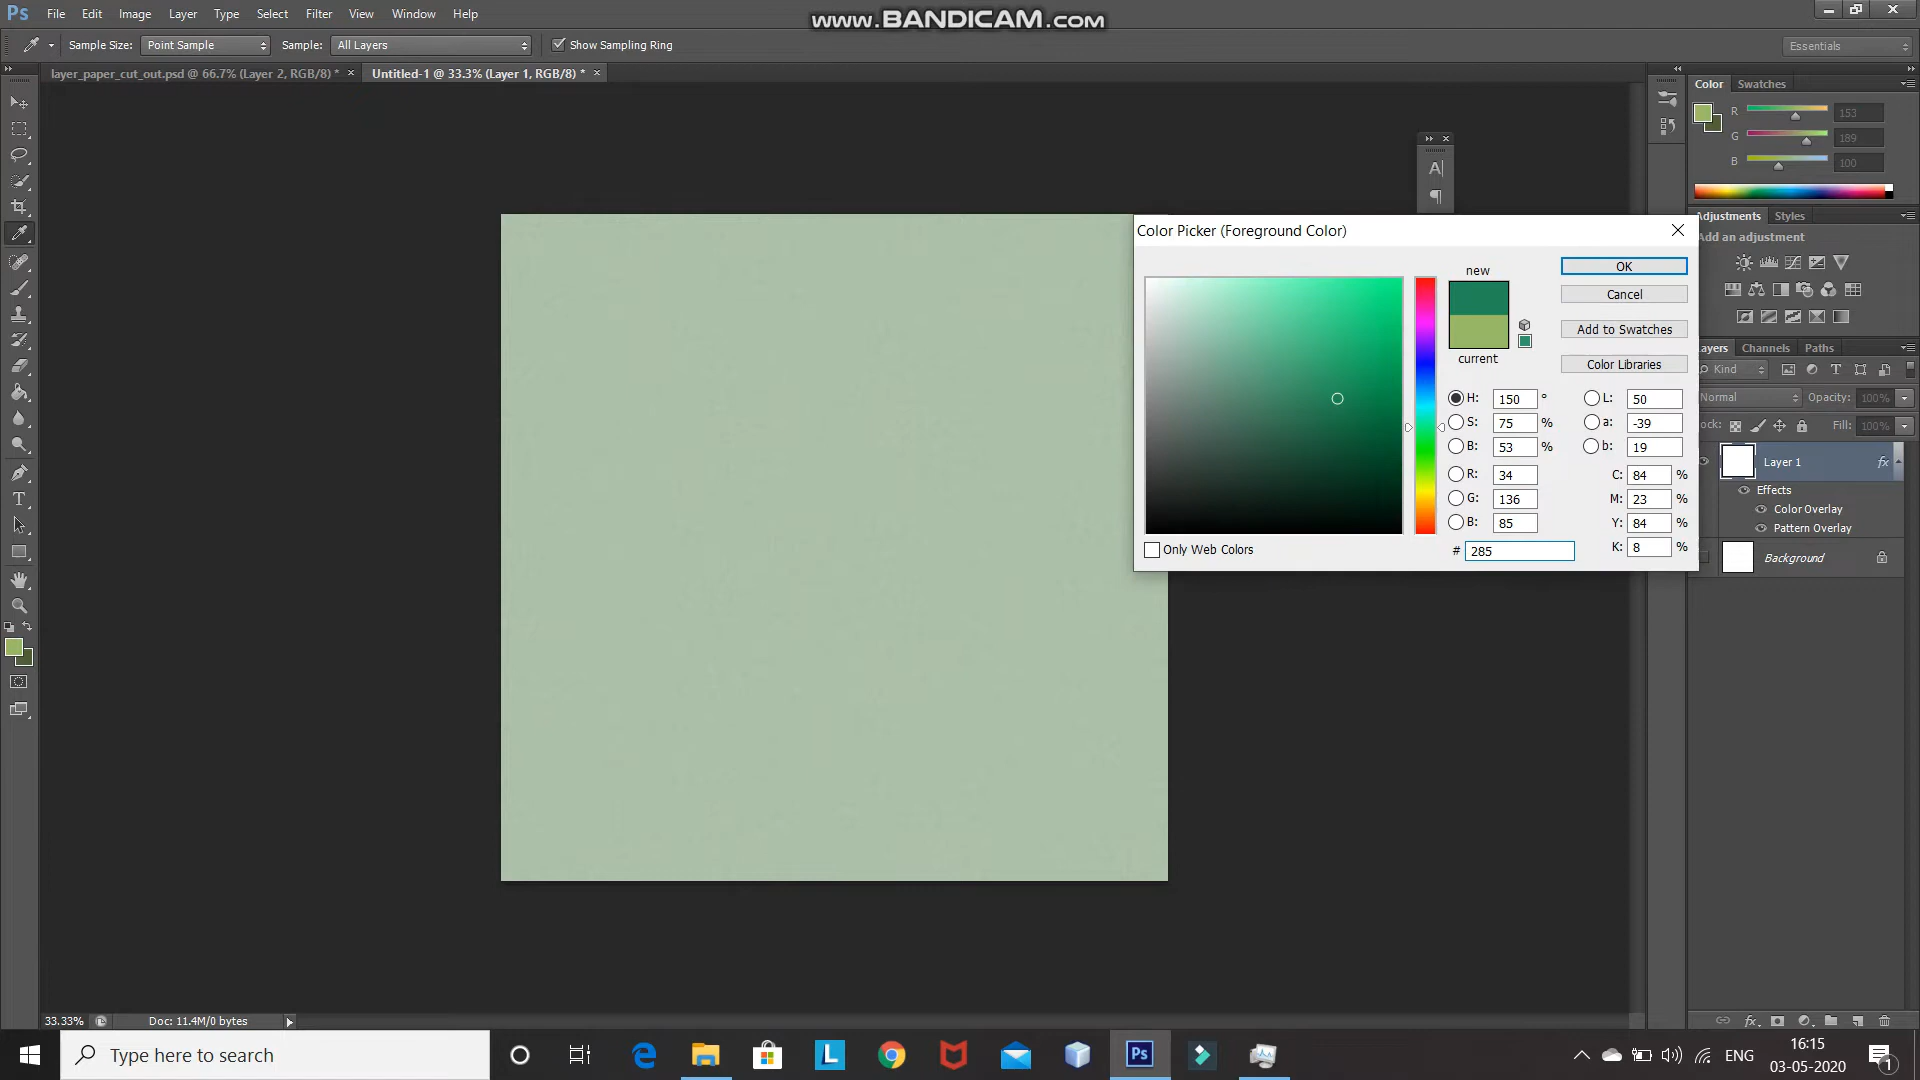 Ps File Edit Image Layer Type Select Filter View Window Help
www.BANDICAM.com
Sample Size: Point Sample Sample: All Layers Show Sampling Ring
Essentials
layer_paper_cut_out.psd @ 66.7% (Layer 2, RGB/8) * ×
Untitled-1 @ 33.3% (Layer 1, RGB/8) * ×
Color Swatches
R 153
G 189
B 100
Adjustments Styles
Add an adjustment
Layers Channels Paths
Kind
Normal Opacity: 100%
Lock: Fill: 100%
Layer 1 fx
Effects
Color Overlay
Pattern Overlay
Background
Color Picker (Foreground Color)
new
current
OK
Cancel
Add to Swatches
Color Libraries
H: 150 °
S: 75 %
B: 53 %
R: 34
G: 136
B: 85
# 285
L: 50
a: -39
b: 19
C: 84 %
M: 23 %
Y: 84 %
K: 8 %
Only Web Colors
33.33% Doc: 11.4M/0 bytes
Type here to search
L
Ps
ENG
16:15
03-05-2020
1